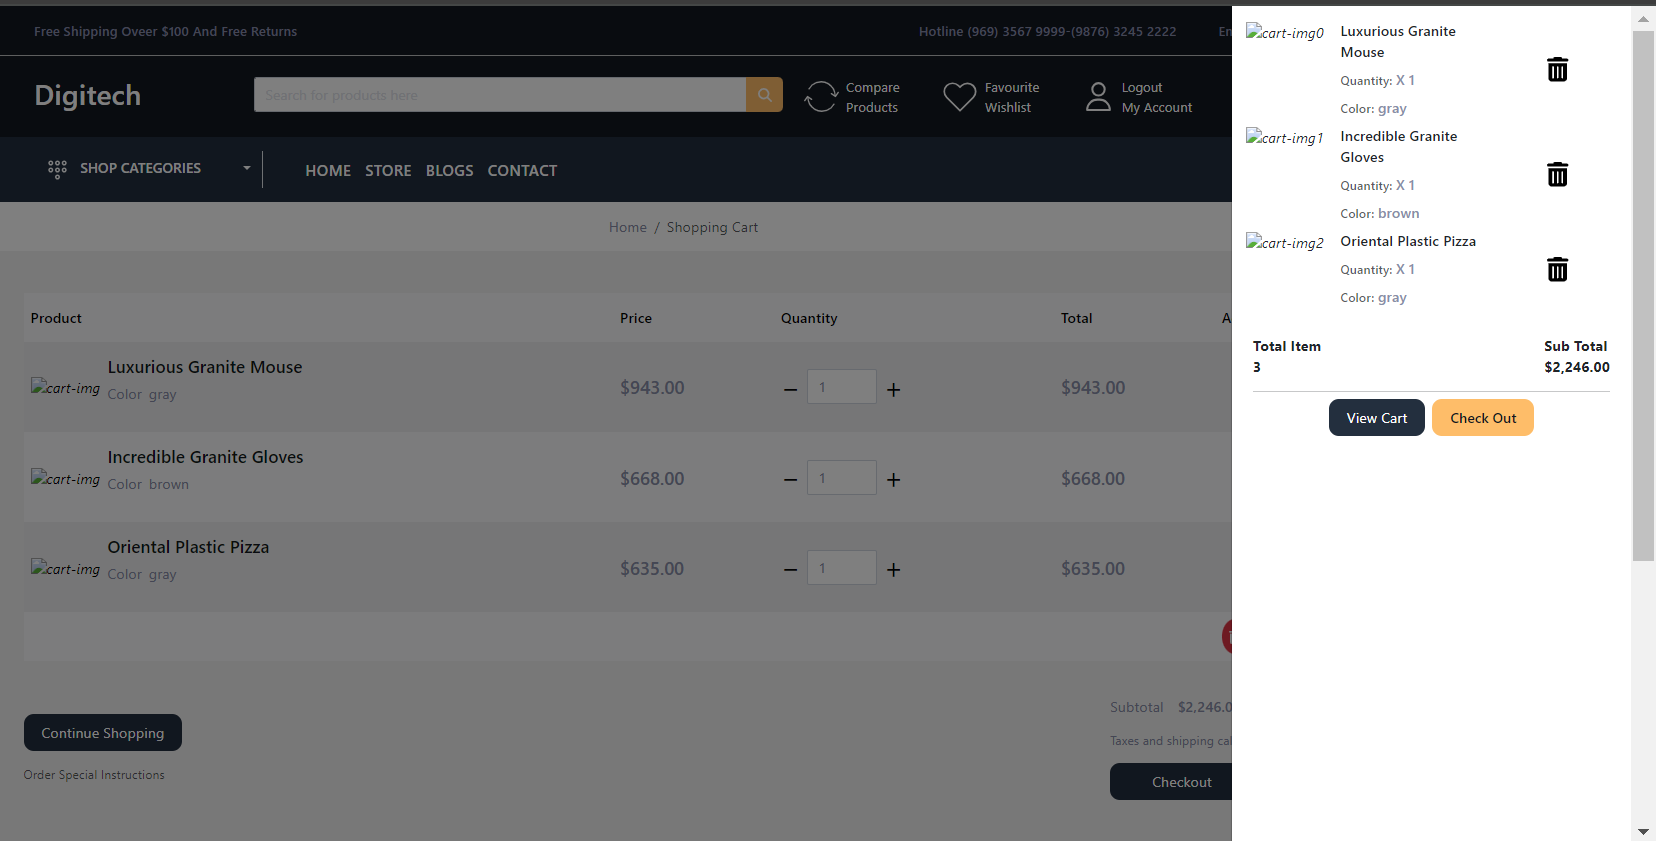 Free Shipping Oveer $100 And Free Returns
Hotline (969) 3567 9999-(9876) 3245 2222
Digitech
Search for products here
Compare
Products
Favourite
Wishlist
Logout
My Account
SHOP CATEGORIES
HOME STORE BLOGS CONTACT
Home / Shopping Cart
Product Price Quantity Total
cart-img
Luxurious Granite Mouse
Color gray
$943.00 1 $943.00
cart-img
Incredible Granite Gloves
Color brown
$668.00 1 $668.00
cart-img
Oriental Plastic Pizza
Color gray
$635.00 1 $635.00
Continue Shopping
Order Special Instructions
Subtotal $2,246.0
Taxes and shipping cal
Checkout
cart-img0
Luxurious Granite
Mouse
Quantity: X 1
Color: gray
cart-img1
Incredible Granite
Gloves
Quantity: X 1
Color: brown
cart-img2
Oriental Plastic Pizza
Quantity: X 1
Color: gray
Total Item
3
Sub Total
$2,246.00
View Cart
Check Out